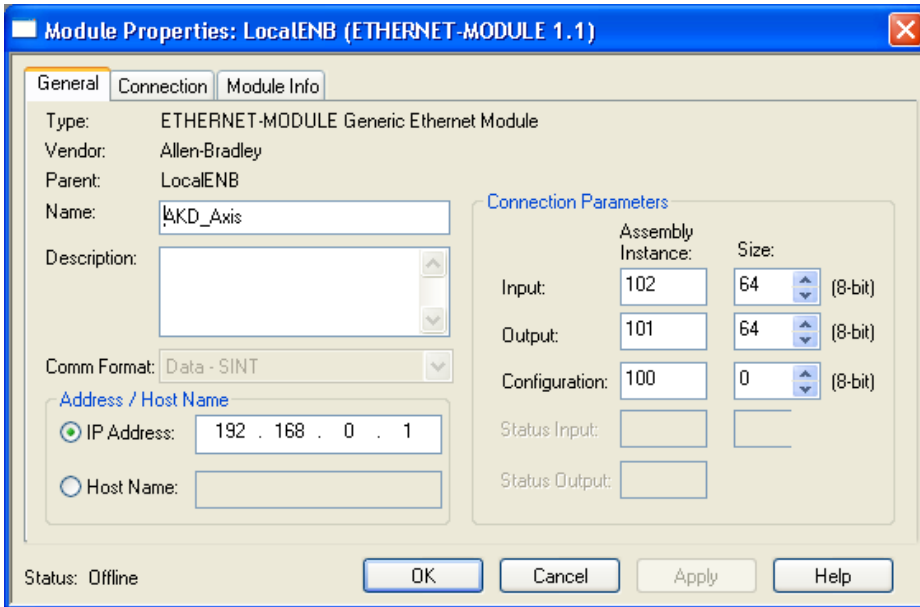 Module Properties: LocalENB (ETHERNET-MODULE 1.1)
General Connection Module Info
Type: ETHERNET-MODULE Generic Ethernet Module
Vendor: Allen-Bradley
Parent: LocalENB
Name: AKD_Axis
Description:
Comm Format: Data - SINT
Address / Host Name
IP Address: 192 . 168 . 0 . 1
Host Name:
Connection Parameters
Assembly
Instance: Size:
Input: 102 64 (8-bit)
Output: 101 64 (8-bit)
Configuration: 100 0 (8-bit)
Status Input:
Status Output:
Status: Offline OK Cancel Apply Help